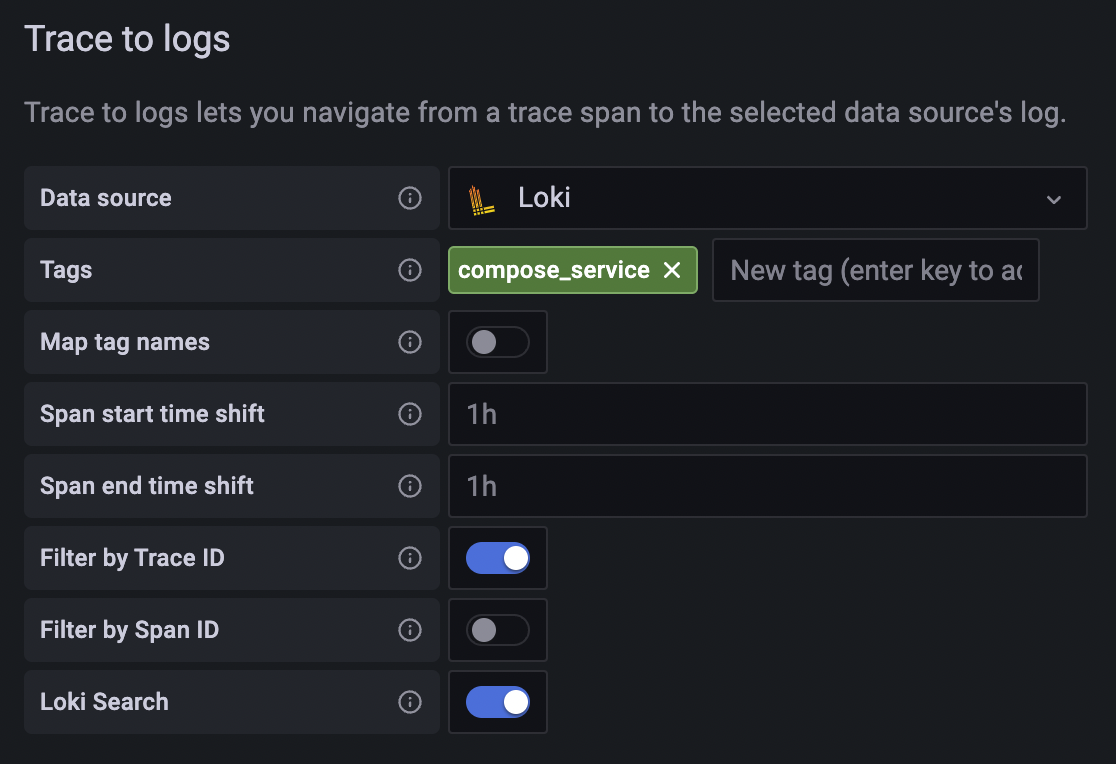 Trace to logs
Trace to logs lets you navigate from a trace span to the selected data source's log.
Data source
Loki
Tags
compose_service
New tag (enter key to ad
Map tag names
Span start time shift
1h
Span end time shift
1h
Filter by Trace ID
Filter by Span ID
Loki Search